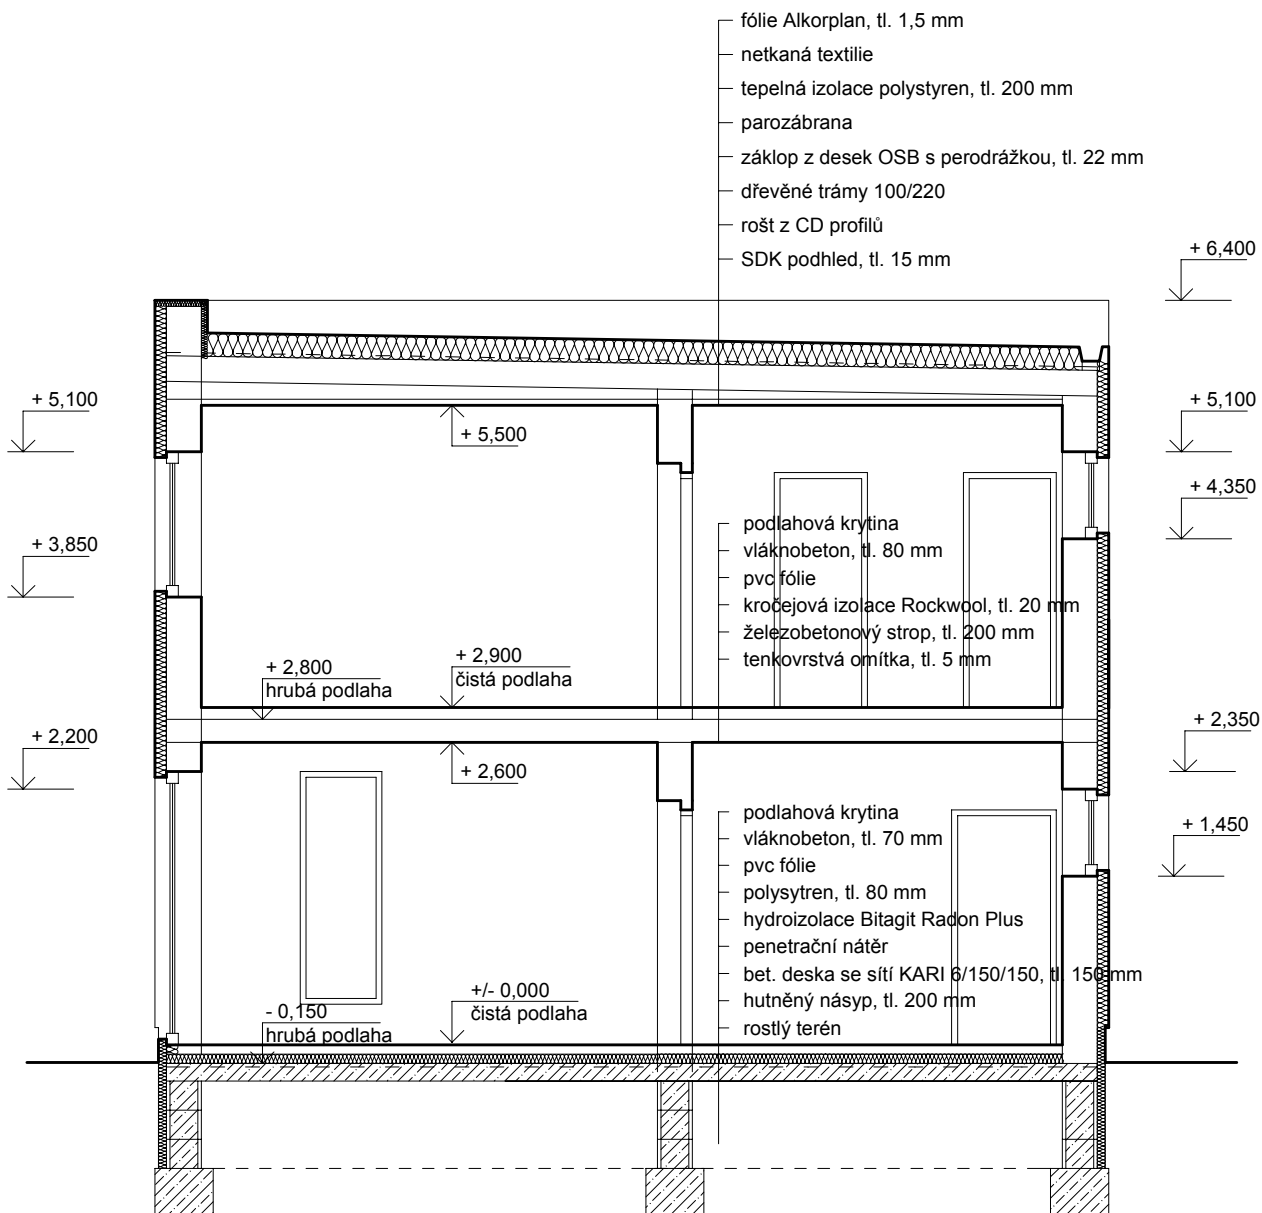 fólie Alkorplan, tl. 1,5 mm
netkaná textilie
tepelná izolace polystyren, tl. 200 mm
parozábrana
záklop z desek OSB s perodrážkou, tl. 22 mm
dřevěné trámy 100/220
rošt z CD profilů
SDK podhled, tl. 15 mm
+ 6,400
+ 5,100
+ 5,500
+ 5,100
+ 4,350
+ 3,850
podlahová krytina
vláknobeton, tl. 80 mm
pvc fólie
kročejová izolace Rockwool, tl. 20 mm
železobetonový strop, tl. 200 mm
tenkovrstvá omítka, tl. 5 mm
+ 2,800
hrubá podlaha
+ 2,900
čistá podlaha
+ 2,200
+ 2,350
+ 2,600
+ 1,450
podlahová krytina
vláknobeton, tl. 70 mm
pvc fólie
polysytren, tl. 80 mm
hydroizolace Bitagit Radon Plus
penetrační nátěr
bet. deska se sítí KARI 6/150/150, tl. 150 mm
hutněný násyp, tl. 200 mm
rostlý terén
- 0,150
hrubá podlaha
+/- 0,000
čistá podlaha